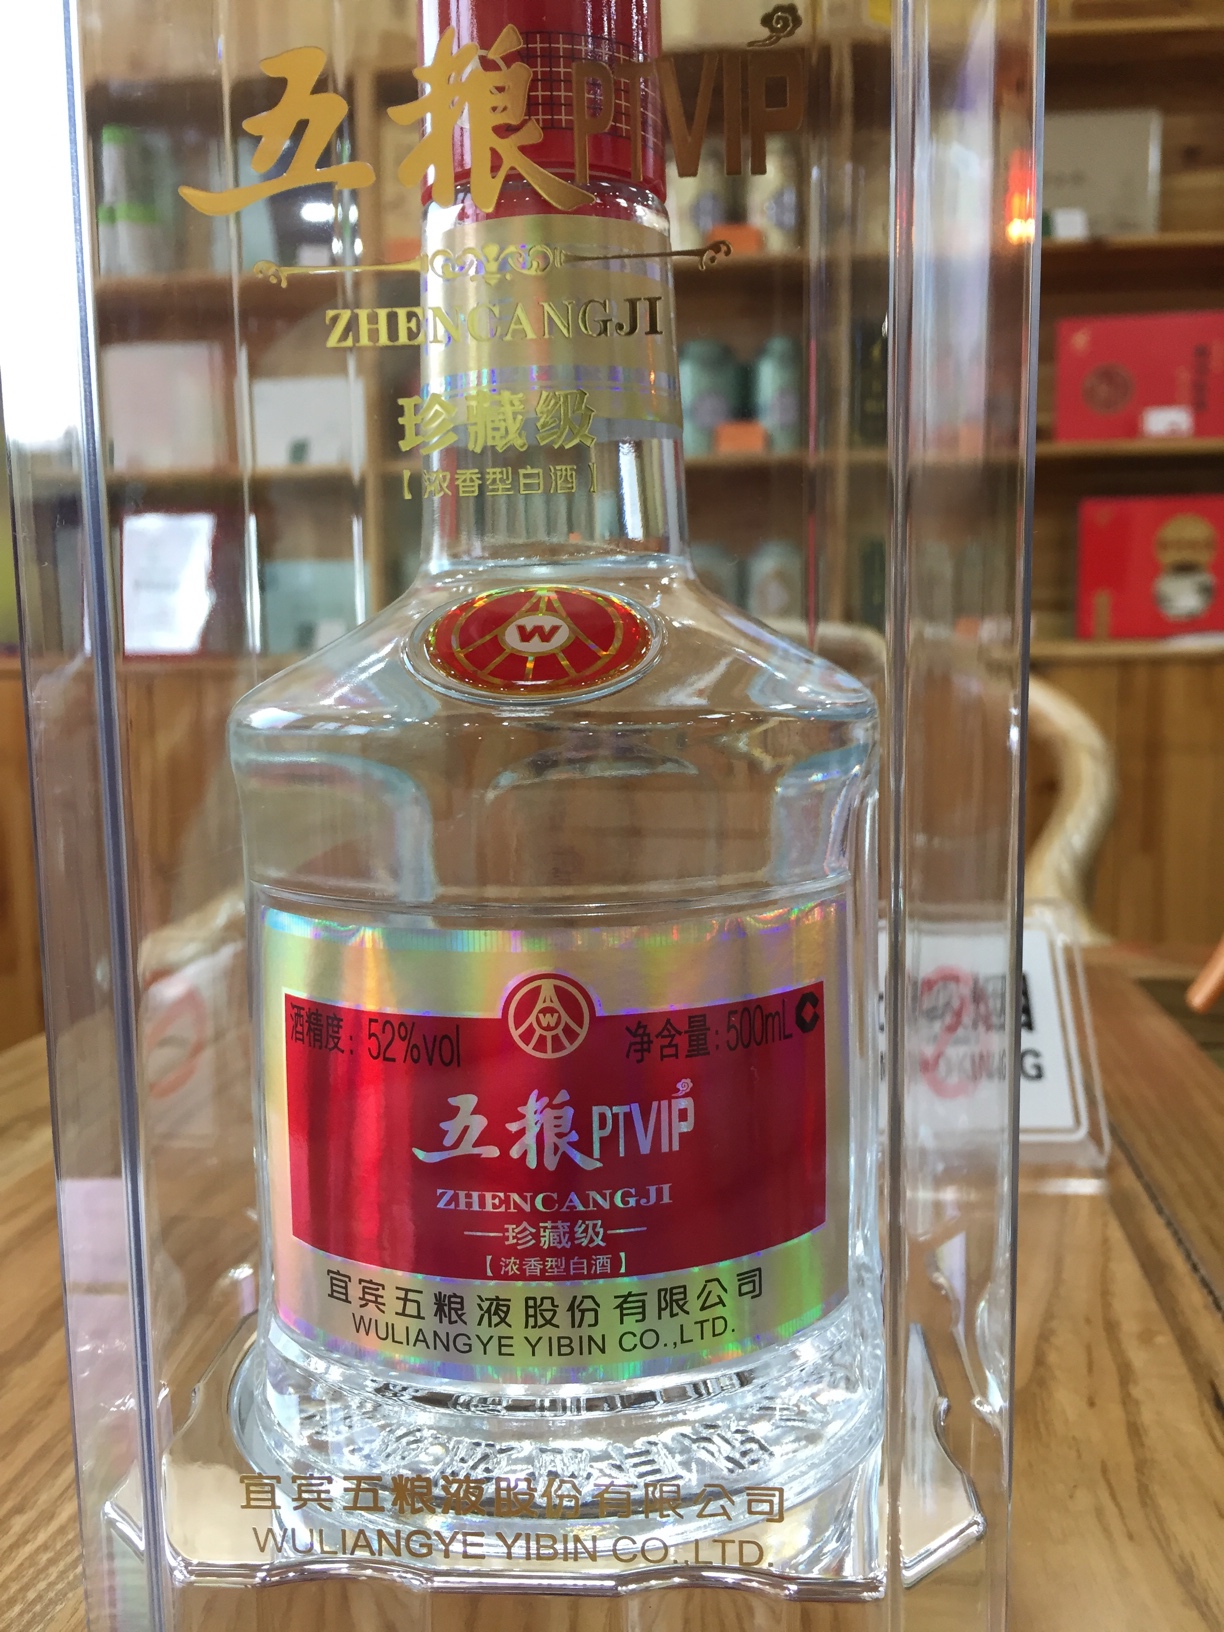 五粮PTVIP
ZHENCANGJI
珍藏级
【浓香型白酒】
W
W
酒精度：52%vol
净含量：500mL C
五粮PTVIP
ZHENCANGJI
—珍藏级—
【浓香型白酒】
宜宾五粮液股份有限公司
WULIANGYE YIBIN CO.,LTD.
宜宾五粮液股份有限公司
WULIANGYE YIBIN CO.,LTD.